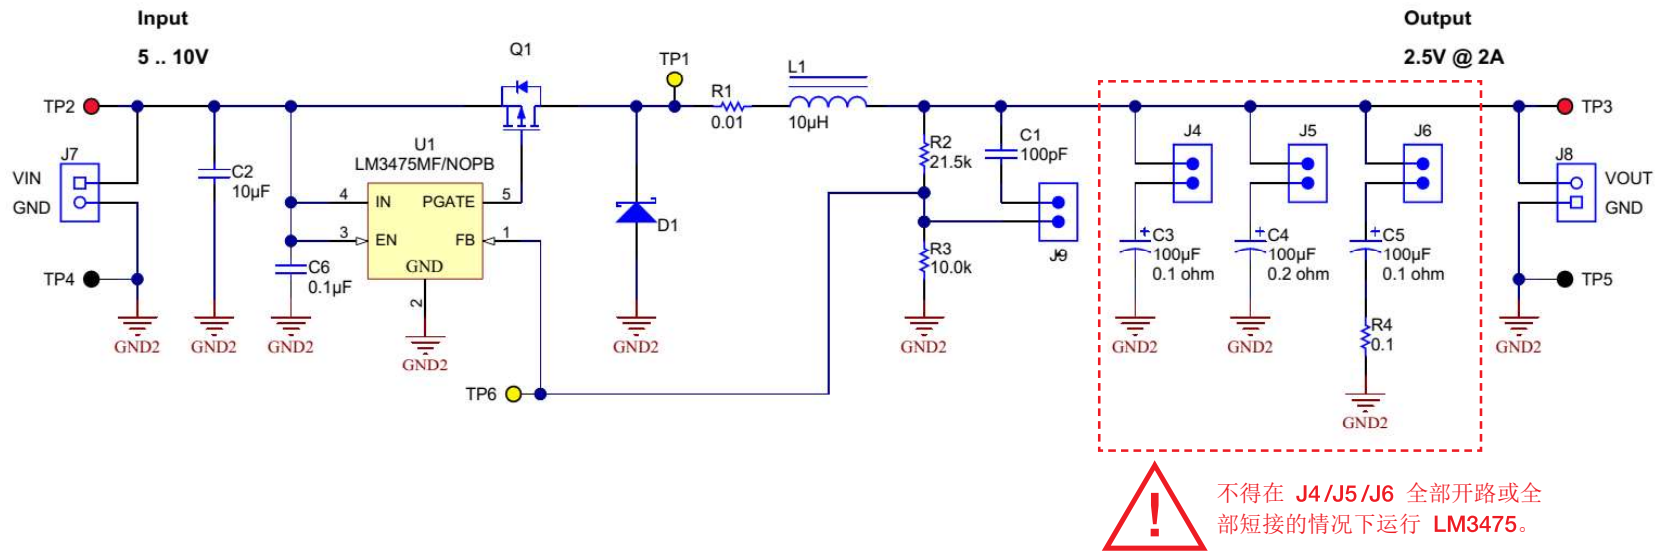 Input
5 .. 10V
Output
2.5V @ 2A
Q1
TP1
L1
TP2
R1
0.01
10µH
TP3
J4
J5
J6
U1
LM3475MF/NOPB
R2
21.5k
C1
100pF
J7
VIN
GND
C2
10µF
4
IN
PGATE
5
J8
VOUT
GND
D1
3
EN
FB
1
C6
0.1µF
GND
2
R3
10.0k
J9
C3
100µF
0.1 ohm
C4
100µF
0.2 ohm
C5
100µF
0.1 ohm
TP4
TP5
R4
0.1
GND2
GND2
GND2
GND2
GND2
GND2
GND2
GND2
GND2
TP6
GND2
!
不得在 J4/J5/J6 全部开路或全
部短接的情况下运行 LM3475。